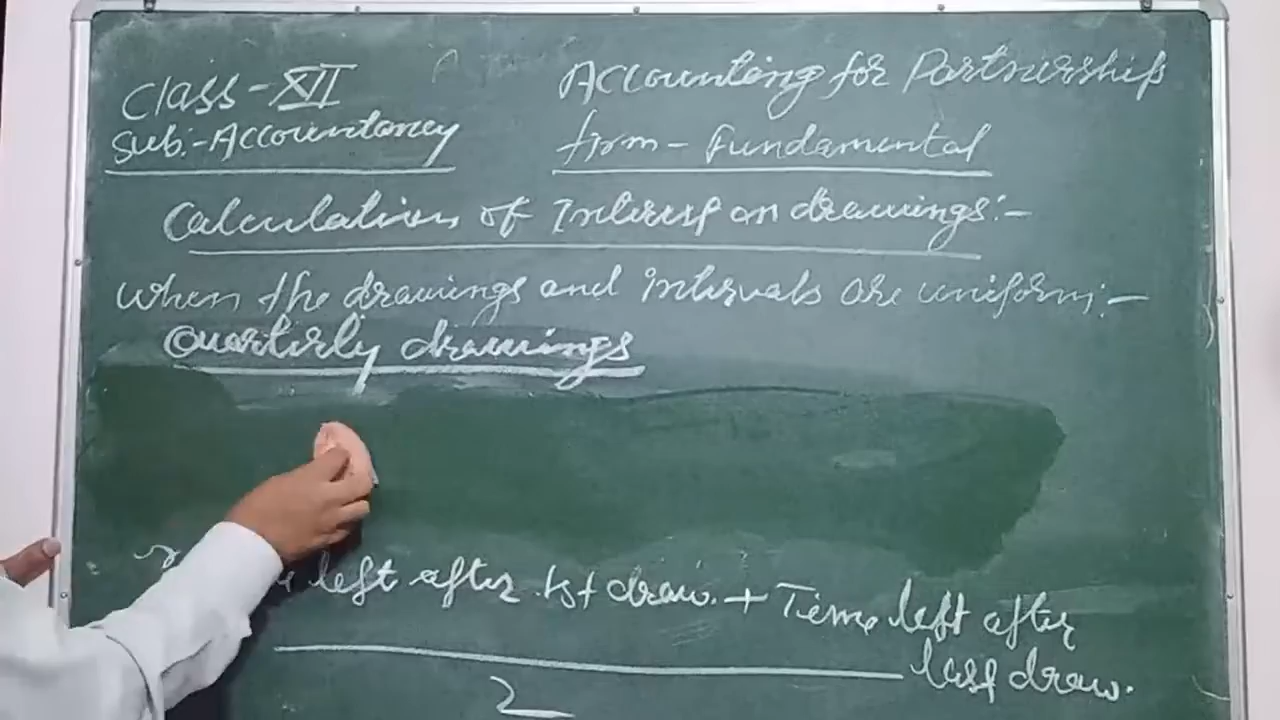 Class-XII
Sub:-Accountancy
Accounting for Partnership
firm - Fundamental
Calculation of Interest on drawings:-
When the drawings and intervals are uniform:-
Quarterly drawings
left after 1st draw. + Time left after
last draw.
2